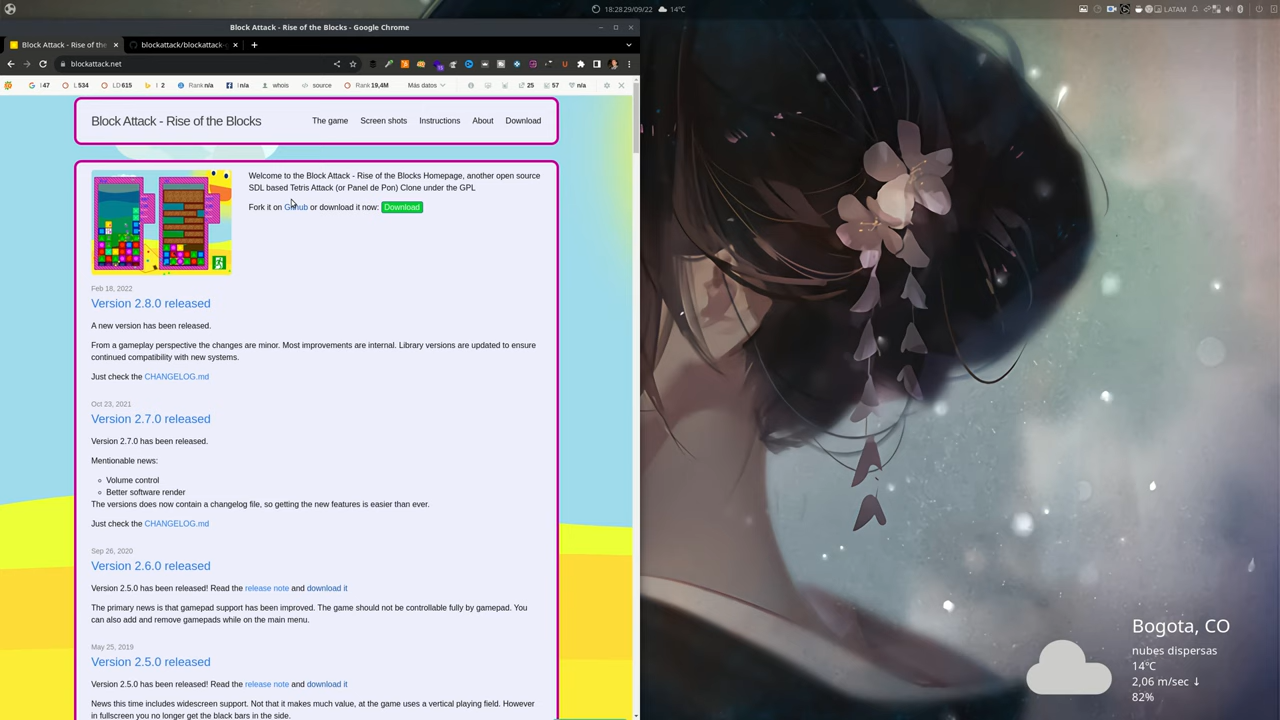 18:28 29/09/22 14°C
LATAM
Block Attack - Rise of the Blocks - Google Chrome
Block Attack - Rise of the
blockattack/blockattack-
blockattack.net
I 47
L 534
LD 615
I 2
Rank n/a
I n/a
whois
source
Rank 19,4M
Más datos
25
57
n/a
Block Attack - Rise of the Blocks
The game
Screen shots
Instructions
About
Download
Welcome to the Block Attack - Rise of the Blocks Homepage, another open source
SDL based Tetris Attack (or Panel de Pon) Clone under the GPL
Fork it on Github or download it now: Download
Feb 18, 2022
Version 2.8.0 released
A new version has been released.
From a gameplay perspective the changes are minor. Most improvements are internal. Library versions are updated to ensure
continued compatibility with new systems.
Just check the CHANGELOG.md
Oct 23, 2021
Version 2.7.0 released
Version 2.7.0 has been released.
Mentionable news:
Volume control
Better software render
The versions does now contain a changelog file, so getting the new features is easier than ever.
Just check the CHANGELOG.md
Sep 26, 2020
Version 2.6.0 released
Version 2.5.0 has been released! Read the release note and download it
The primary news is that gamepad support has been improved. The game should not be controllable fully by gamepad. You
can also add and remove gamepads while on the main menu.
May 25, 2019
Version 2.5.0 released
Version 2.5.0 has been released! Read the release note and download it
News this time includes widescreen support. Not that it makes much value, at the game uses a vertical playing field. However
in fullscreen you no longer get the black bars in the side.
Bogota, CO
nubes dispersas
14°C
2,06 m/sec ↓
82%